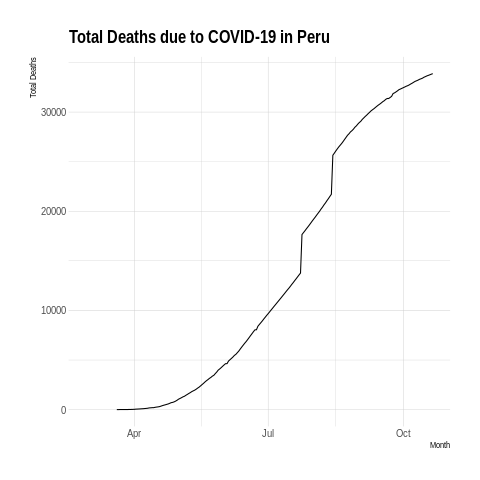 Total Deaths due to COVID-19 in Peru
Total Deaths
30000
20000
10000
0
Apr
Jul
Oct
Month